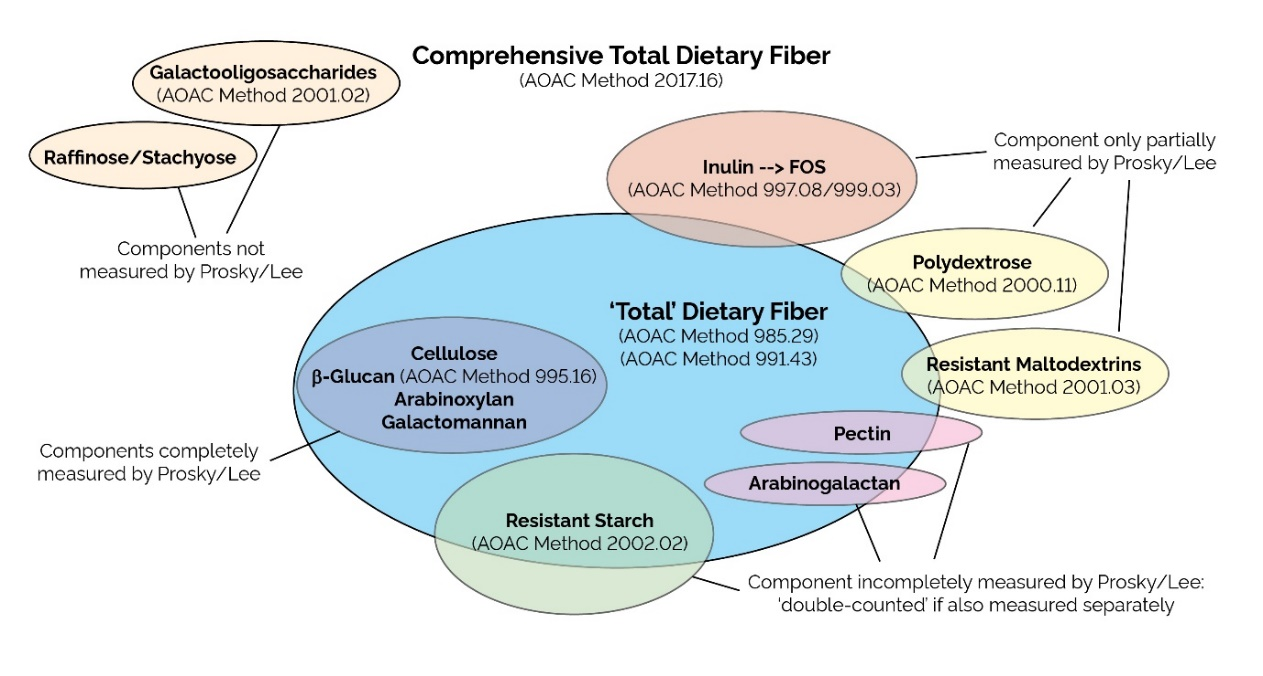 Comprehensive Total Dietary Fiber
(AOAC Method 2017.16)
Galactooligosaccharides
(AOAC Method 2001.02)
Raffinose/Stachyose
Components not
measured by Prosky/Lee
Inulin --> FOS
(AOAC Method 997.08/999.03)
Component only partially
measured by Prosky/Lee
Polydextrose
(AOAC Method 2000.11)
‘Total’ Dietary Fiber
(AOAC Method 985.29)
(AOAC Method 991.43)
Resistant Maltodextrins
(AOAC Method 2001.03)
Cellulose
β-Glucan (AOAC Method 995.16)
Arabinoxylan
Galactomannan
Components completely
measured by Prosky/Lee
Pectin
Arabinogalactan
Resistant Starch
(AOAC Method 2002.02)
Component incompletely measured by Prosky/Lee:
‘double-counted’ if also measured separately